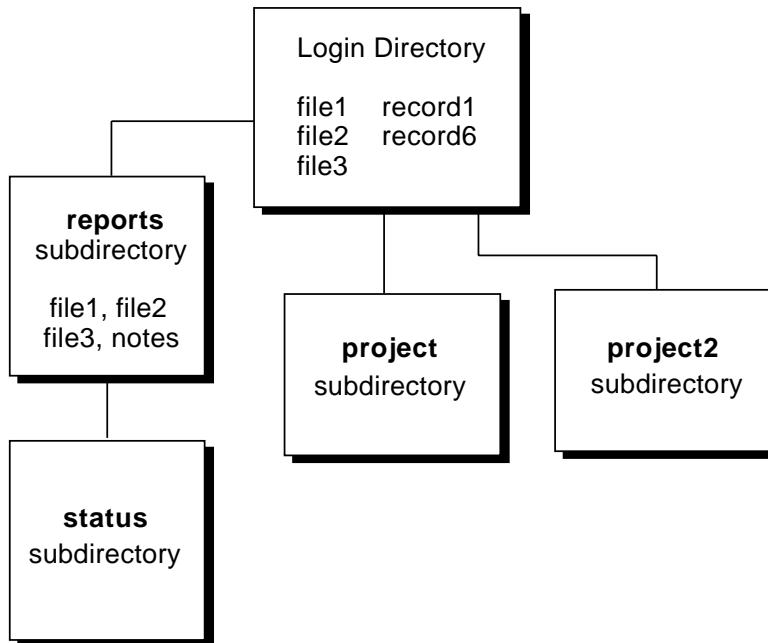 Login Directory
file1 record1
file2 record6
file3
reports
subdirectory
file1, file2
file3, notes
project
subdirectory
project2
subdirectory
status
subdirectory